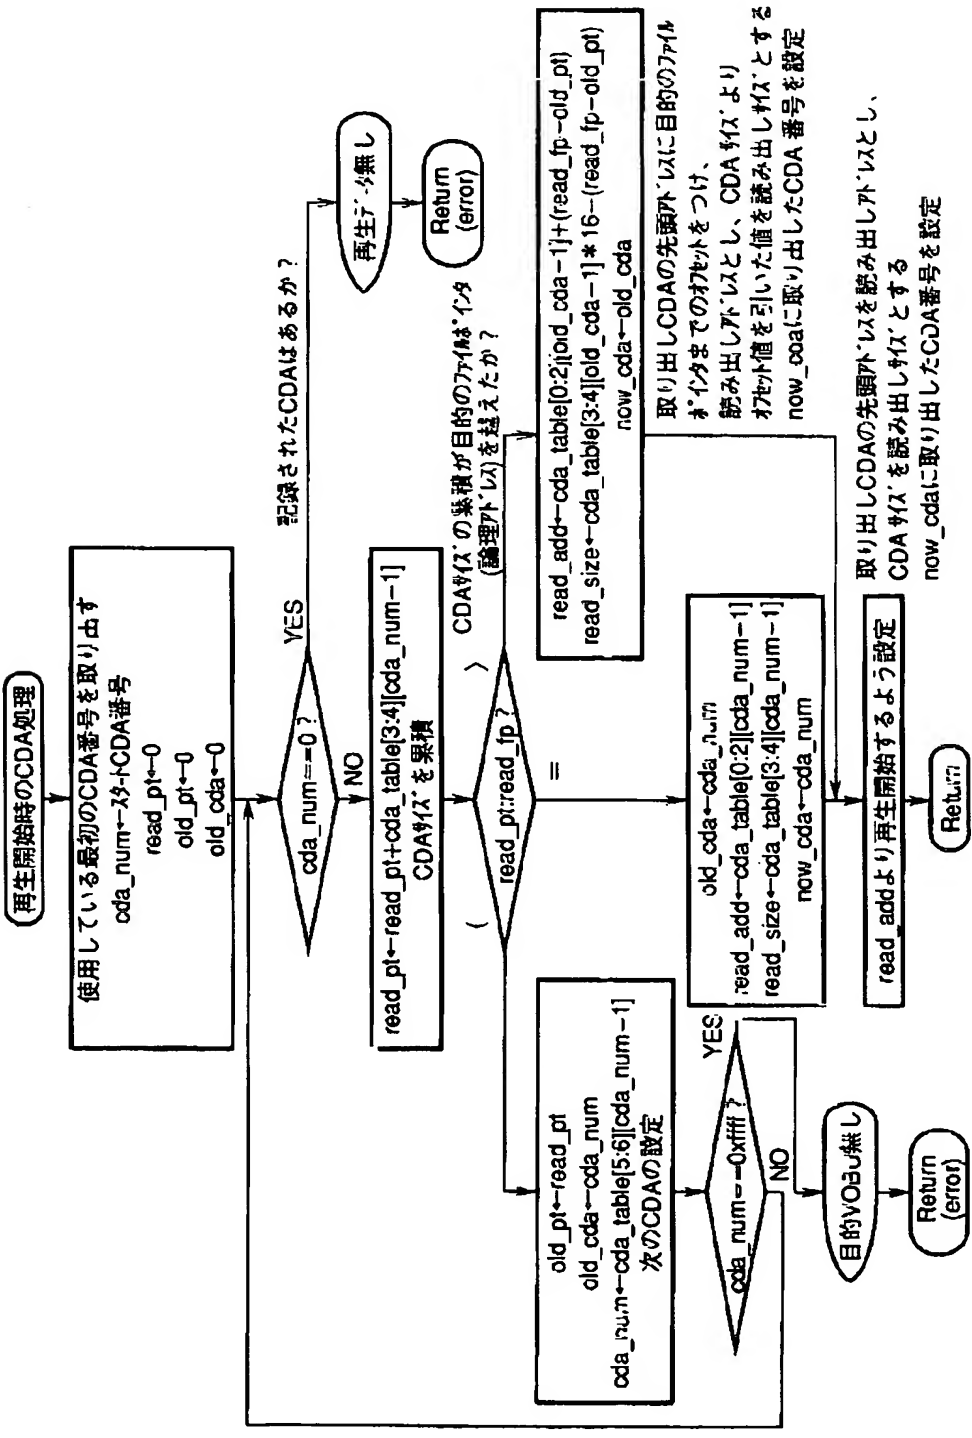 再生開始時のCDA処理
使用している最初のCDA番号を取り出す
cda_num←スタートCDA番号
read_pt←0
old_pt←0
old_cda←0
cda_num==0 ?
YES
NO
記録されたCDAはあるか?
再生データ無し
Return
(error)
read_pt←read_pt+cda_table[3:4][cda_num−1]
CDAサイズを累積
CDAサイズの累積が目的のファイルポインタ
(論理アドレス)を越えたか?
read_pt:read_fp ?
<
=
>
read_add←cda_table[0:2][old_cda−1]+(read_fp−old_pt)
read_size←cda_table[3:4][old_cda−1]*16−(read_fp−old_pt)
now_cda←old_cda
取り出しCDAの先頭アドレスに目的のファイル
ポインタまでのオフセットをつけ、
読み出しアドレスとし、CDAサイズより
オフセット値を引いた値を読み出しサイズとする
now_cdaに取り出したCDA番号を設定
old_pt←read_pt
old_cda←cda_num
cda_num←cda_table[5:6][cda_num−1]
次のCDAの設定
cda_num==0xffff ?
YES
NO
目的VOBU無し
Return
(error)
old_cda←cda_num
read_add←cda_table[0:2][cda_num−1]
read_size←cda_table[3:4][cda_num−1]
now_cda←cda_num
取り出しCDAの先頭アドレスを読み出しアドレスとし、
CDAサイズを読み出しサイズとする
now_cdaに取り出したCDA番号を設定
read_addより再生開始するよう設定
Return